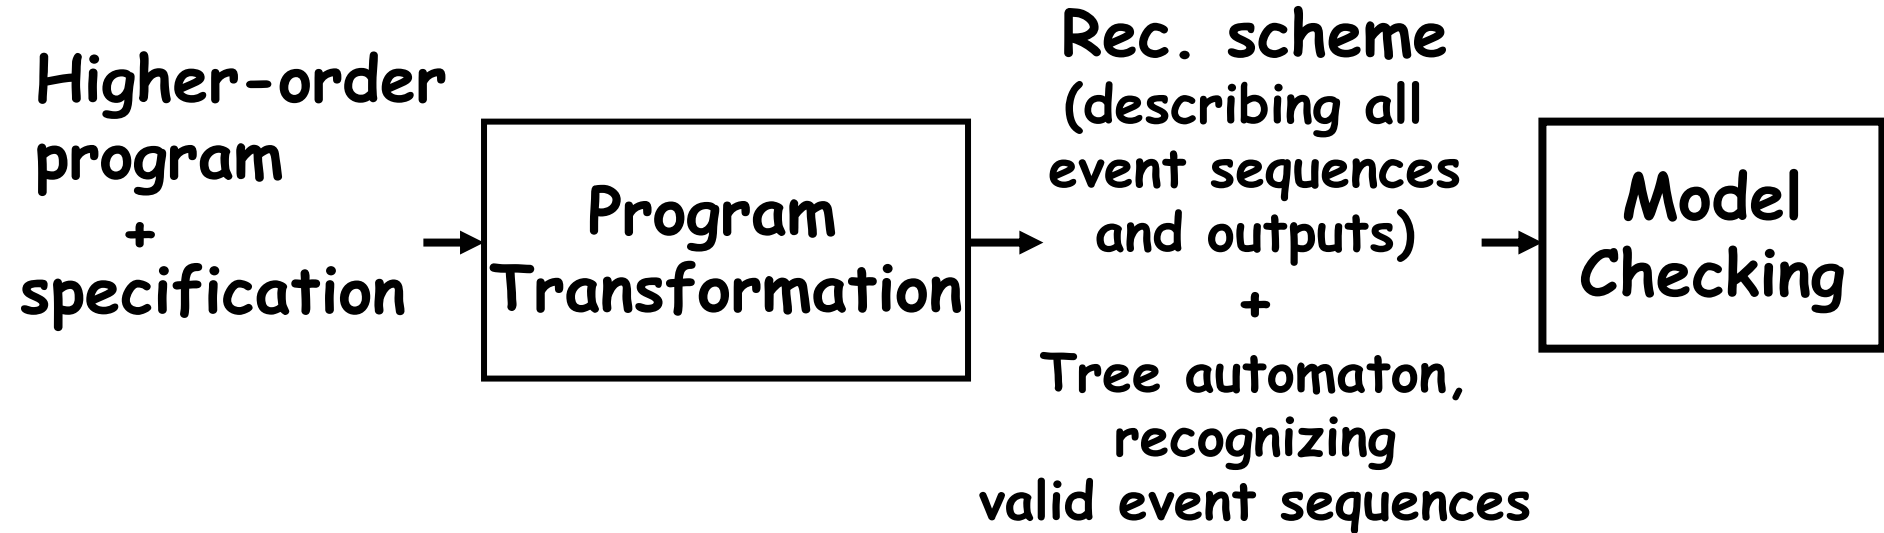 Higher-order
program
+
specification
Program
Transformation
Rec. scheme
(describing all
event sequences
and outputs)
+
Tree automaton,
recognizing
valid event sequences
Model
Checking